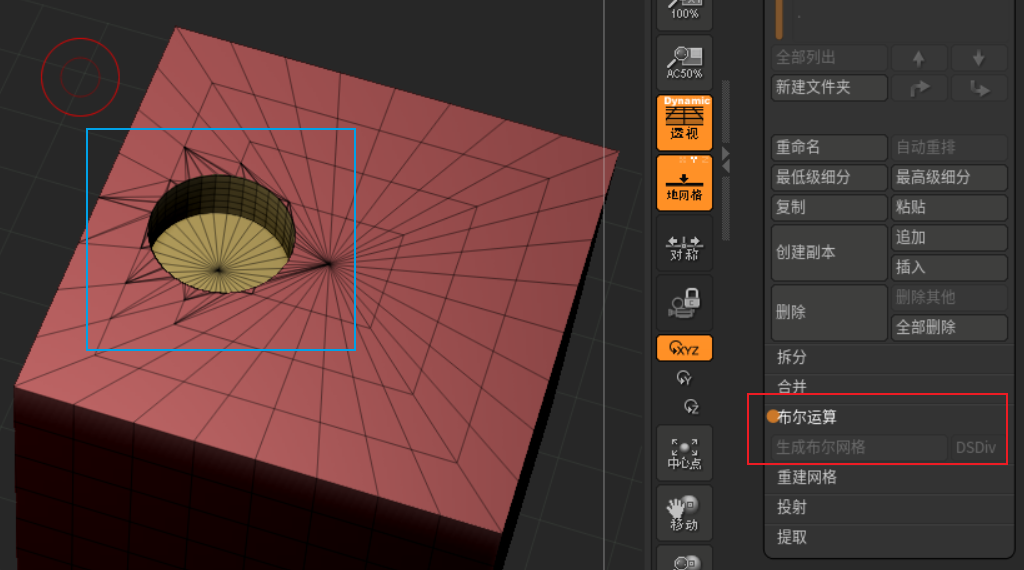 100%
AC50%
Dynamic
透视
地网格
对称
XYZ
Y
Z
中心点
移动
全部列出
新建文件夹
重命名 自动重排
最低级细分 最高级细分
复制 粘贴
创建副本 追加
插入
删除 删除其他
全部删除
拆分
合并
布尔运算
生成布尔网格 DSDiv
重建网格
投射
提取